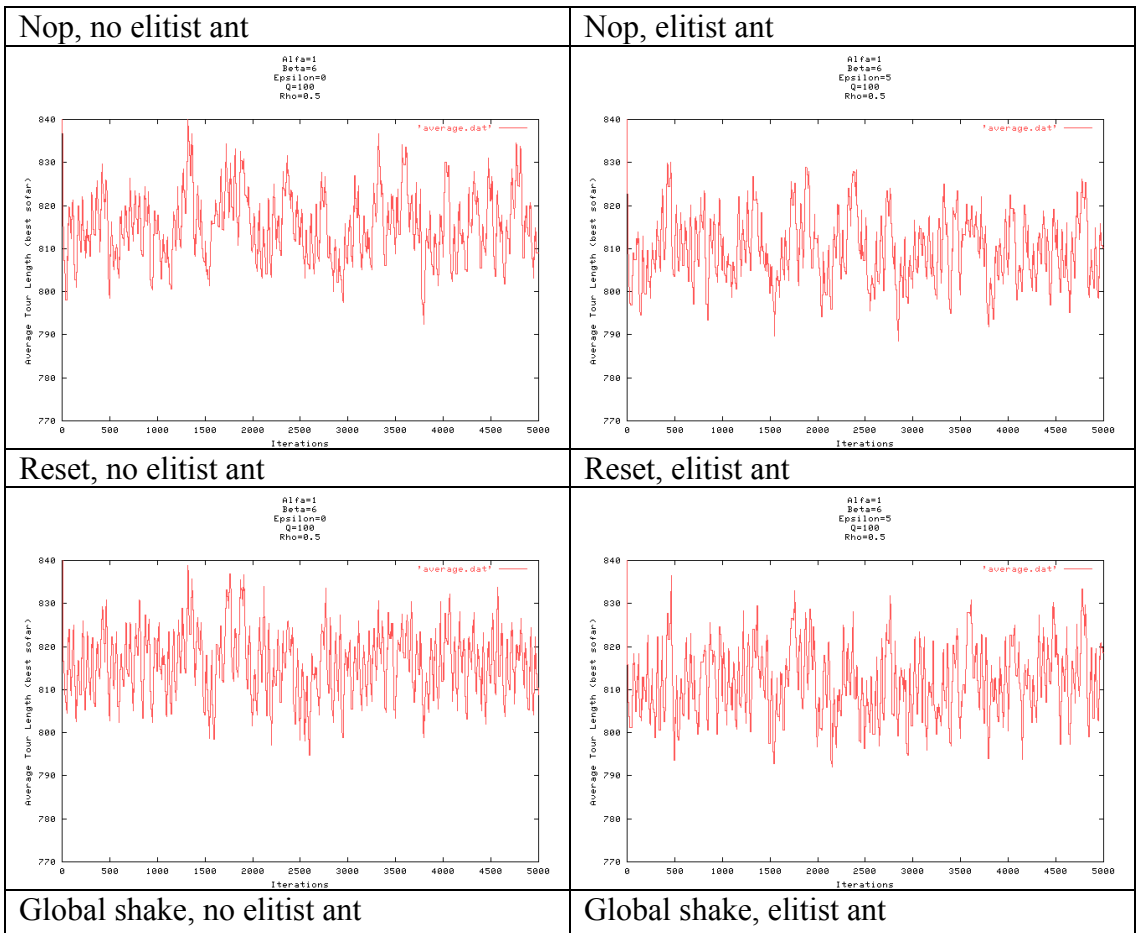 Nop, no elitist ant
Nop, elitist ant
Alfa=1
Beta=6
Epsilon=0
Q=100
Rho=0.5
'average.dat'
840
830
820
810
800
790
780
770
Average Tour Length (best sofar)
0 500 1000 1500 2000 2500 3000 3500 4000 4500 5000
Iterations
Alfa=1
Beta=6
Epsilon=5
Q=100
Rho=0.5
'average.dat'
840
830
820
810
800
790
780
770
Average Tour Length (best sofar)
0 500 1000 1500 2000 2500 3000 3500 4000 4500 5000
Iterations
Reset, no elitist ant
Reset, elitist ant
Alfa=1
Beta=6
Epsilon=0
Q=100
Rho=0.5
'average.dat'
840
830
820
810
800
790
780
770
Average Tour Length (best sofar)
0 500 1000 1500 2000 2500 3000 3500 4000 4500 5000
Iterations
Alfa=1
Beta=6
Epsilon=5
Q=100
Rho=0.5
'average.dat'
840
830
820
810
800
790
780
770
Average Tour Length (best sofar)
0 500 1000 1500 2000 2500 3000 3500 4000 4500 5000
Iterations
Global shake, no elitist ant
Global shake, elitist ant